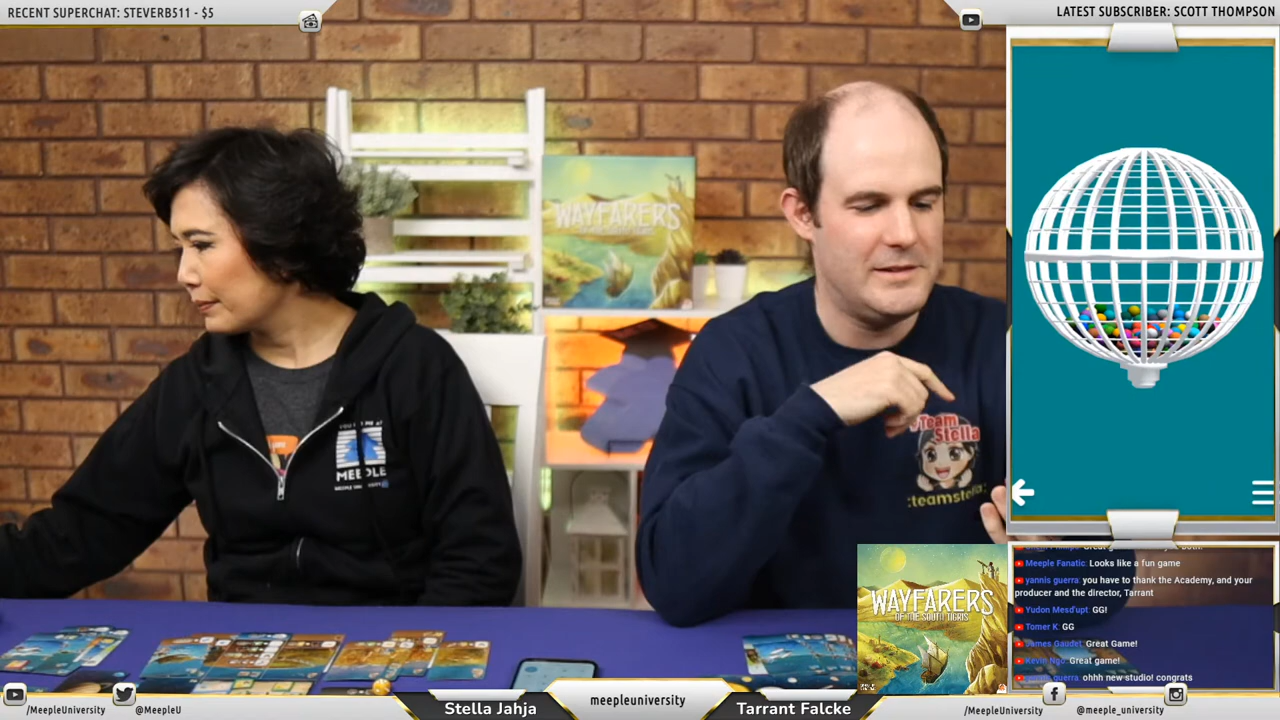 RECENT SUPERCHAT: STEVERB511 - $5
LATEST SUBSCRIBER: SCOTT THOMPSON
WAYFARERS
MEEPLE
Team
Stella
:teamstella:
WAYFARERS
OF THE SOUTH TIGRIS
Meeple Fanatic: Looks like a fun game
yannis guerra: you have to thank the Academy, and your
producer and the director, Tarrant
Yudon Mesd'upt: GG!
Tomer K: GG
James Gaudet: Great Game!
Kevin Ngo: Great game!
guerra: ohhh new studio! congrats
/MeepleUniversity
@MeepleU
Stella Jahja
meepleuniversity
Tarrant Falcke
/MeepleUniversity
@meeple_university